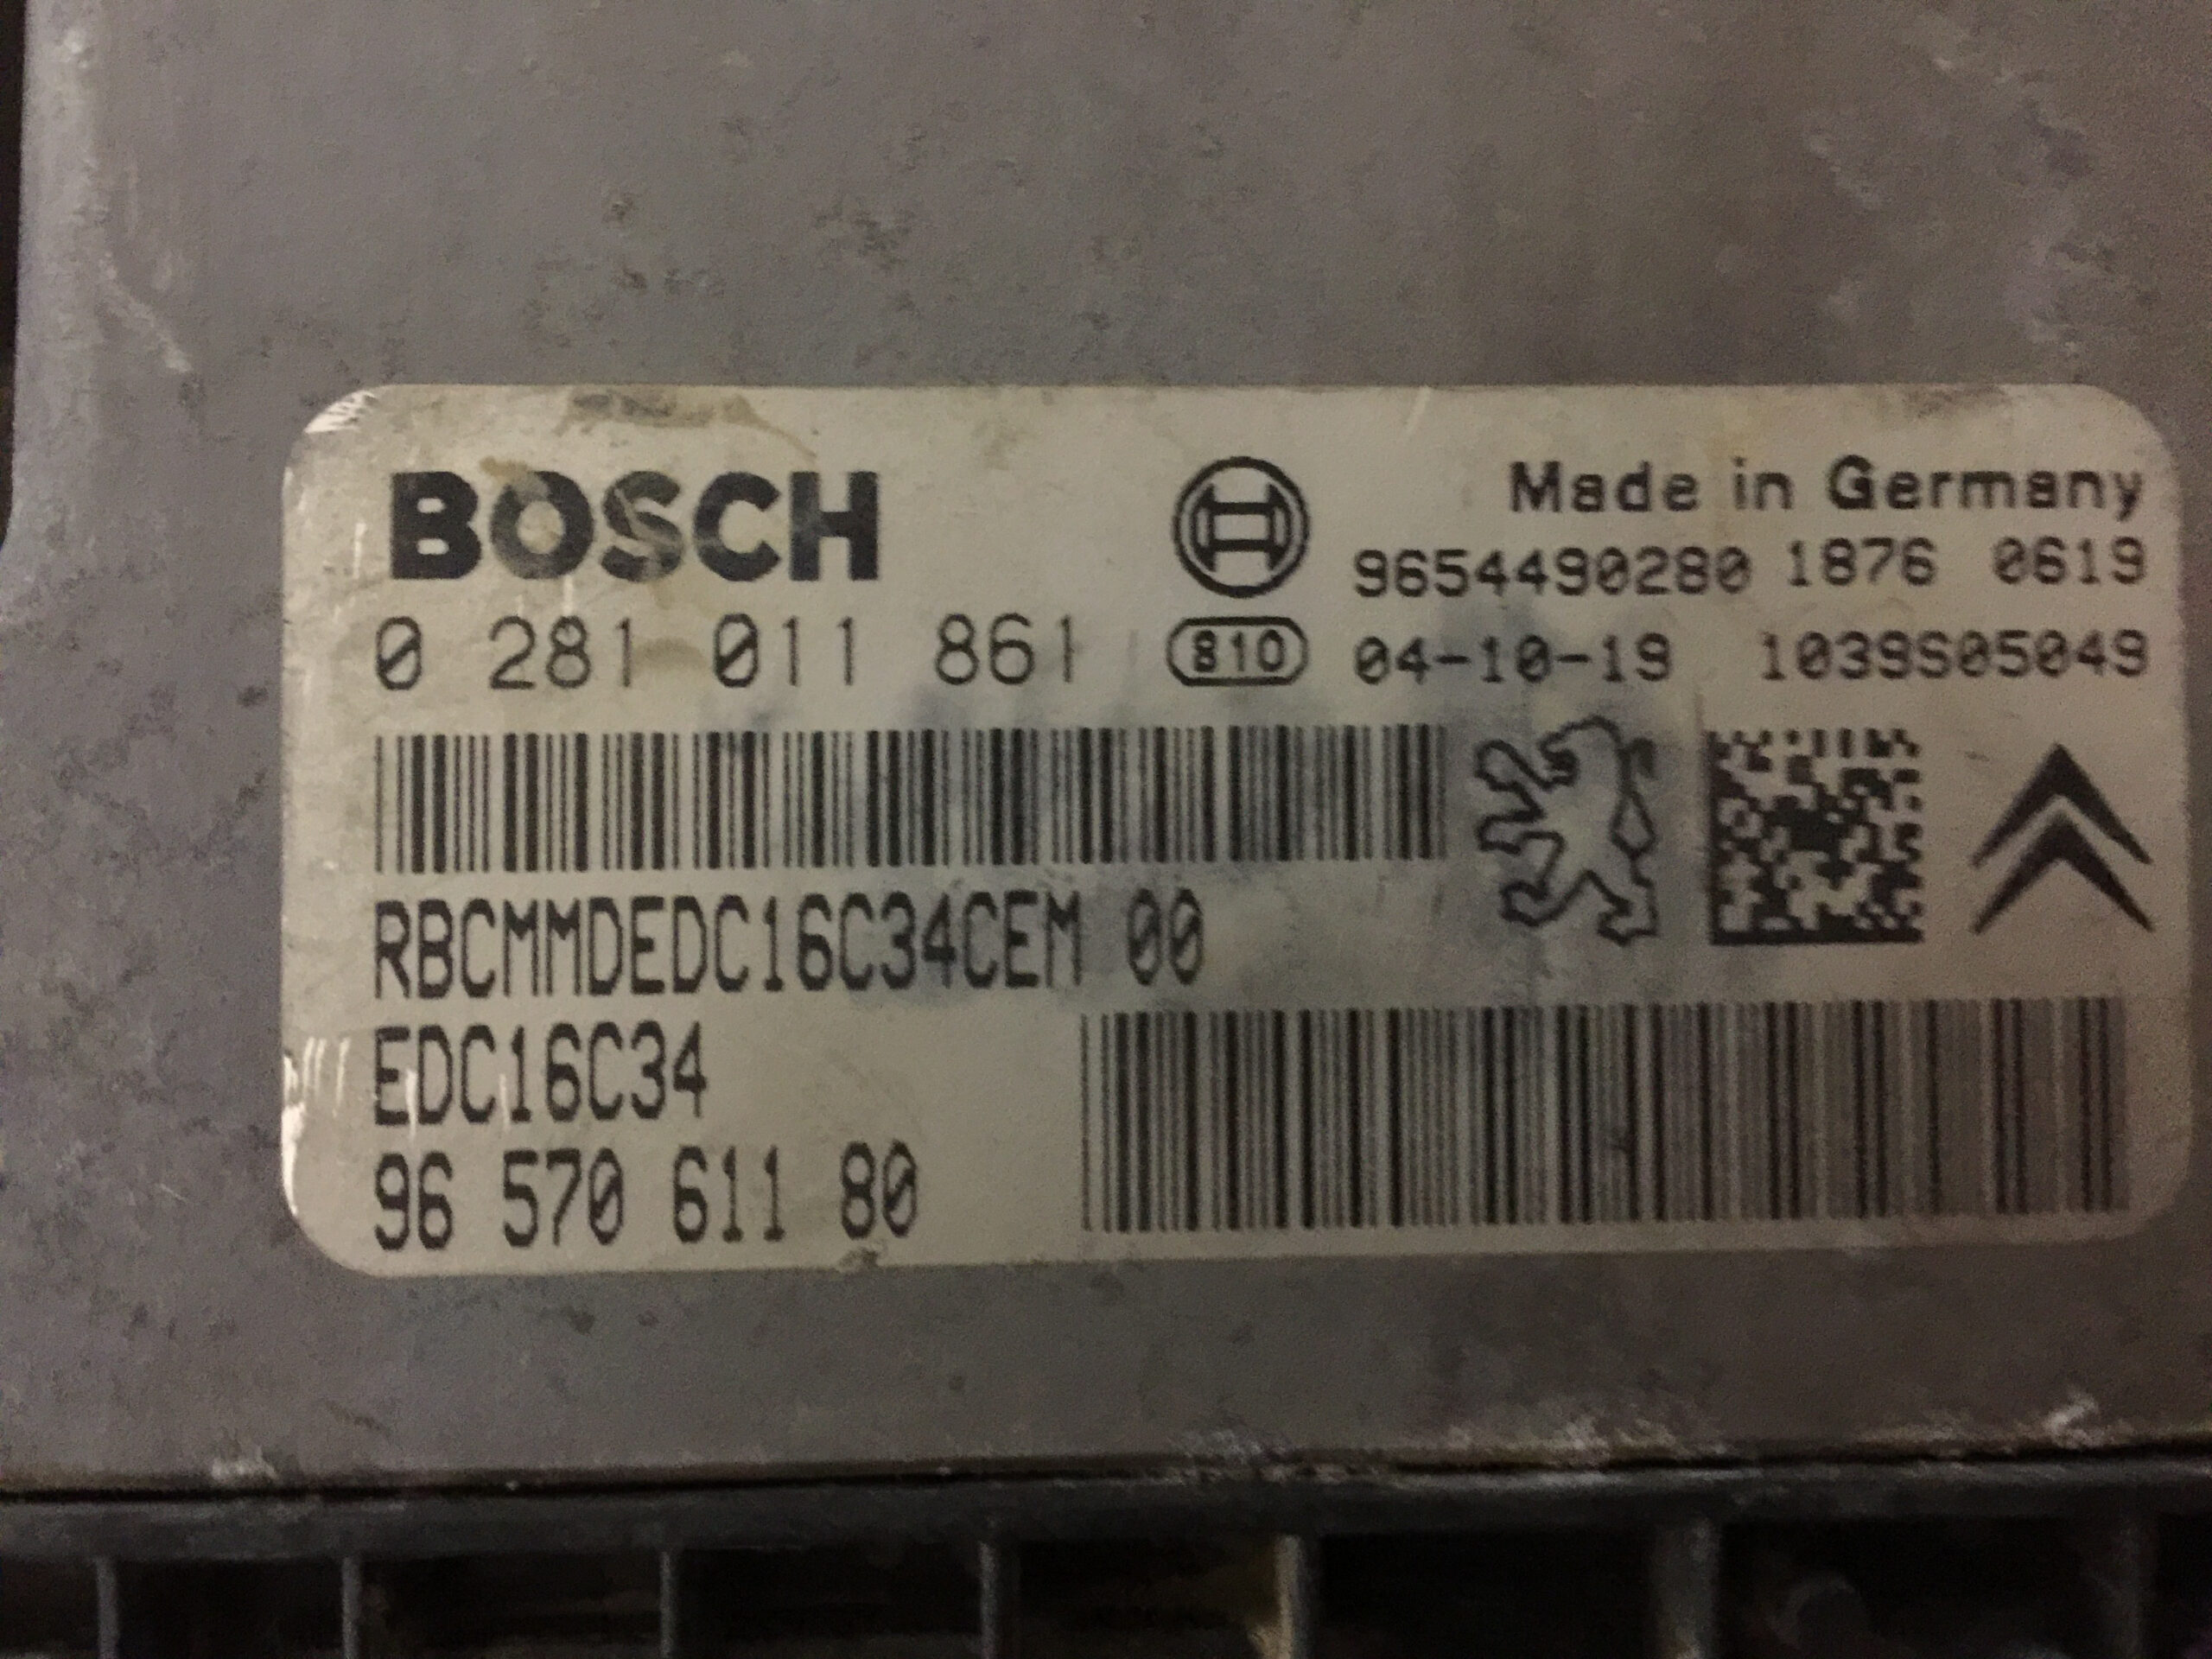 BOSCH
Made in Germany
9654490280 1876 0619
0 281 011 861
810
04-10-19 1039S05049
RBCMMDEDC16C34CEM 00
EDC16C34
96 570 611 80